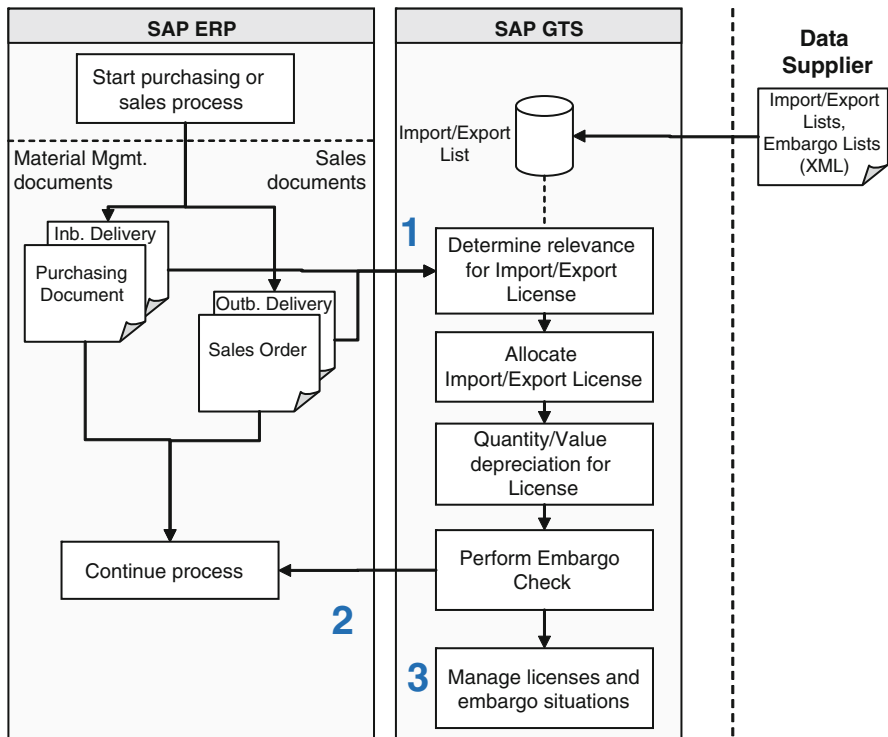 SAP ERP
Start purchasing or
sales process
Material Mgmt.
documents
Sales
documents
Inb. Delivery
Purchasing
Document
Outb. Delivery
Sales Order
Continue process
SAP GTS
Import/Export
List
1
Determine relevance
for Import/Export
License
Allocate
Import/Export License
Quantity/Value
depreciation for
License
Perform Embargo
Check
2
3
Manage licenses and
embargo situations
Data
Supplier
Import/Export
Lists,
Embargo Lists
(XML)